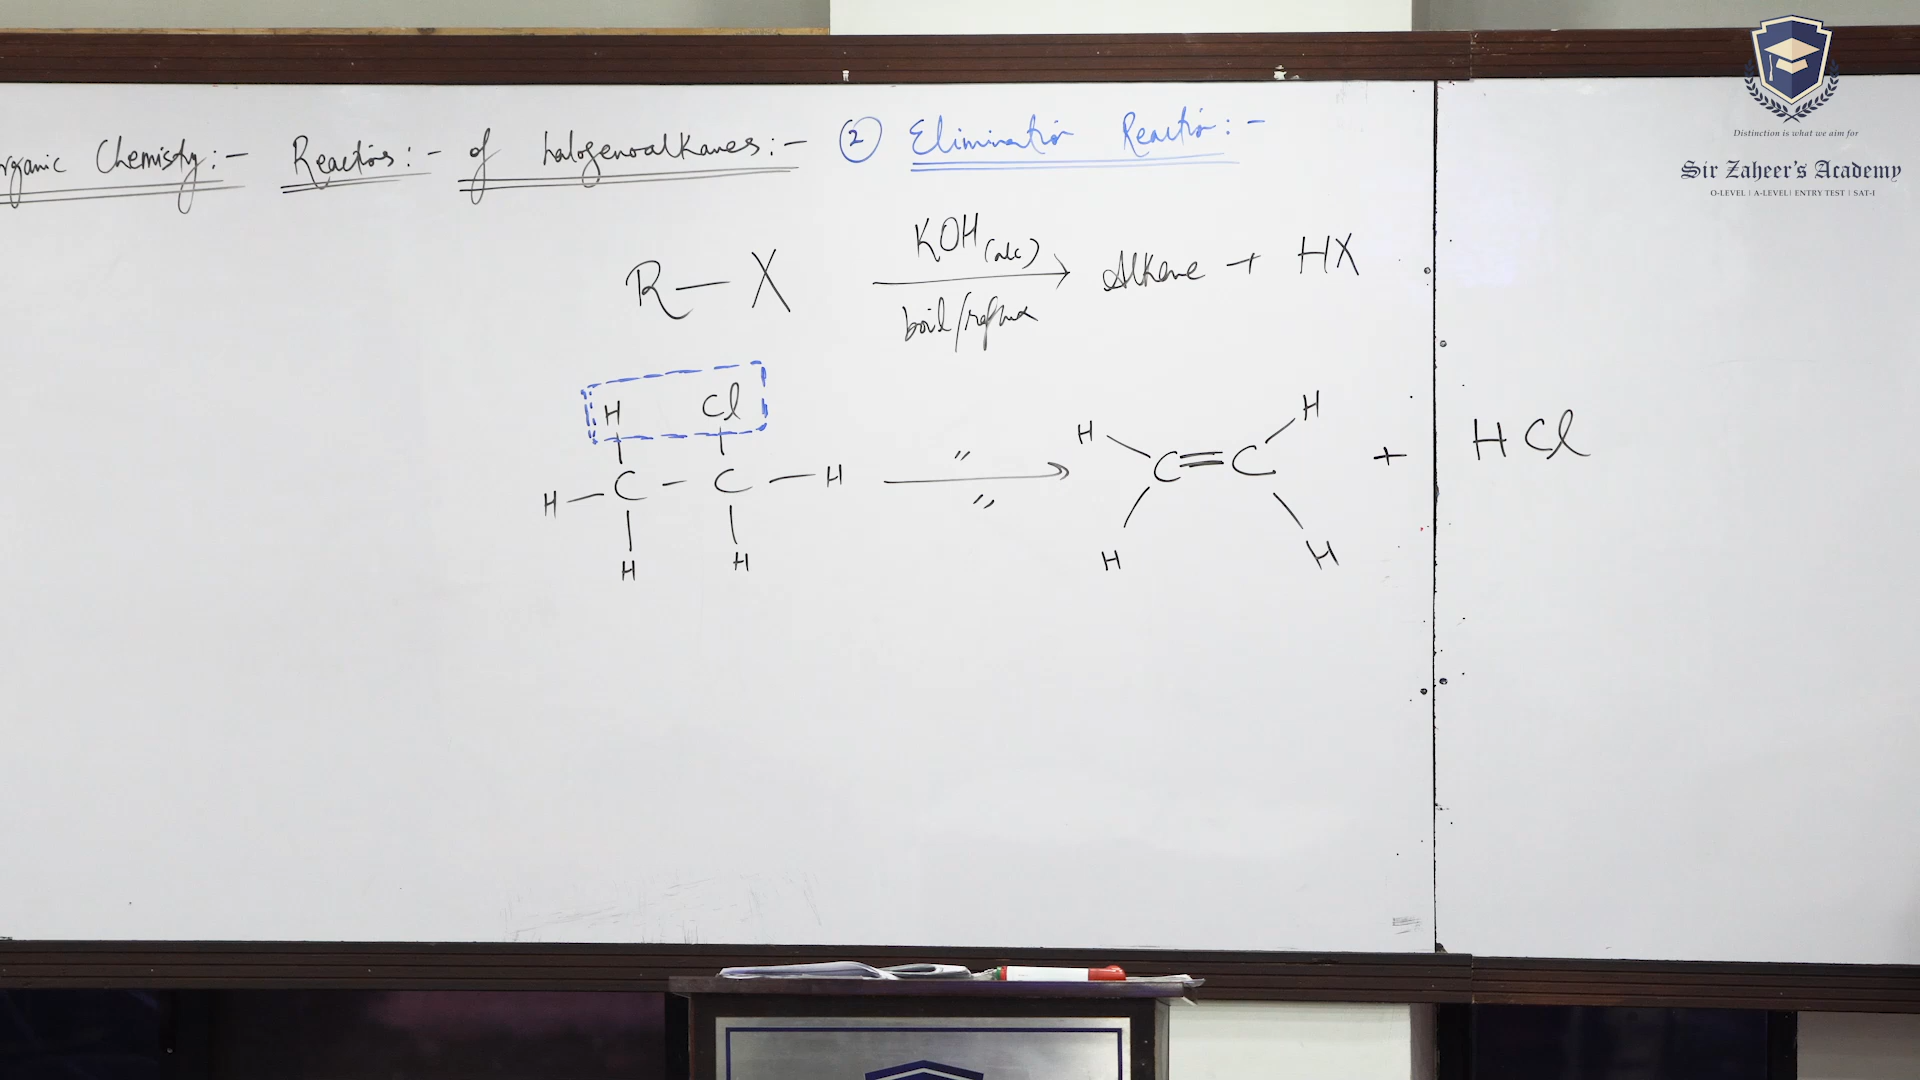 rganic Chemistry:- Reactions:- of halogenoalkanes:- ② Elimination Reaction:-
R—X KOH(alc) boil/reflux Alkene + HX
H Cl
H—C—C—H " " H H C=C + HCl
H H H H
Distinction is what we aim for
Sir Zaheer's Academy
O-LEVEL | A-LEVEL | ENTRY TEST | SAT-I